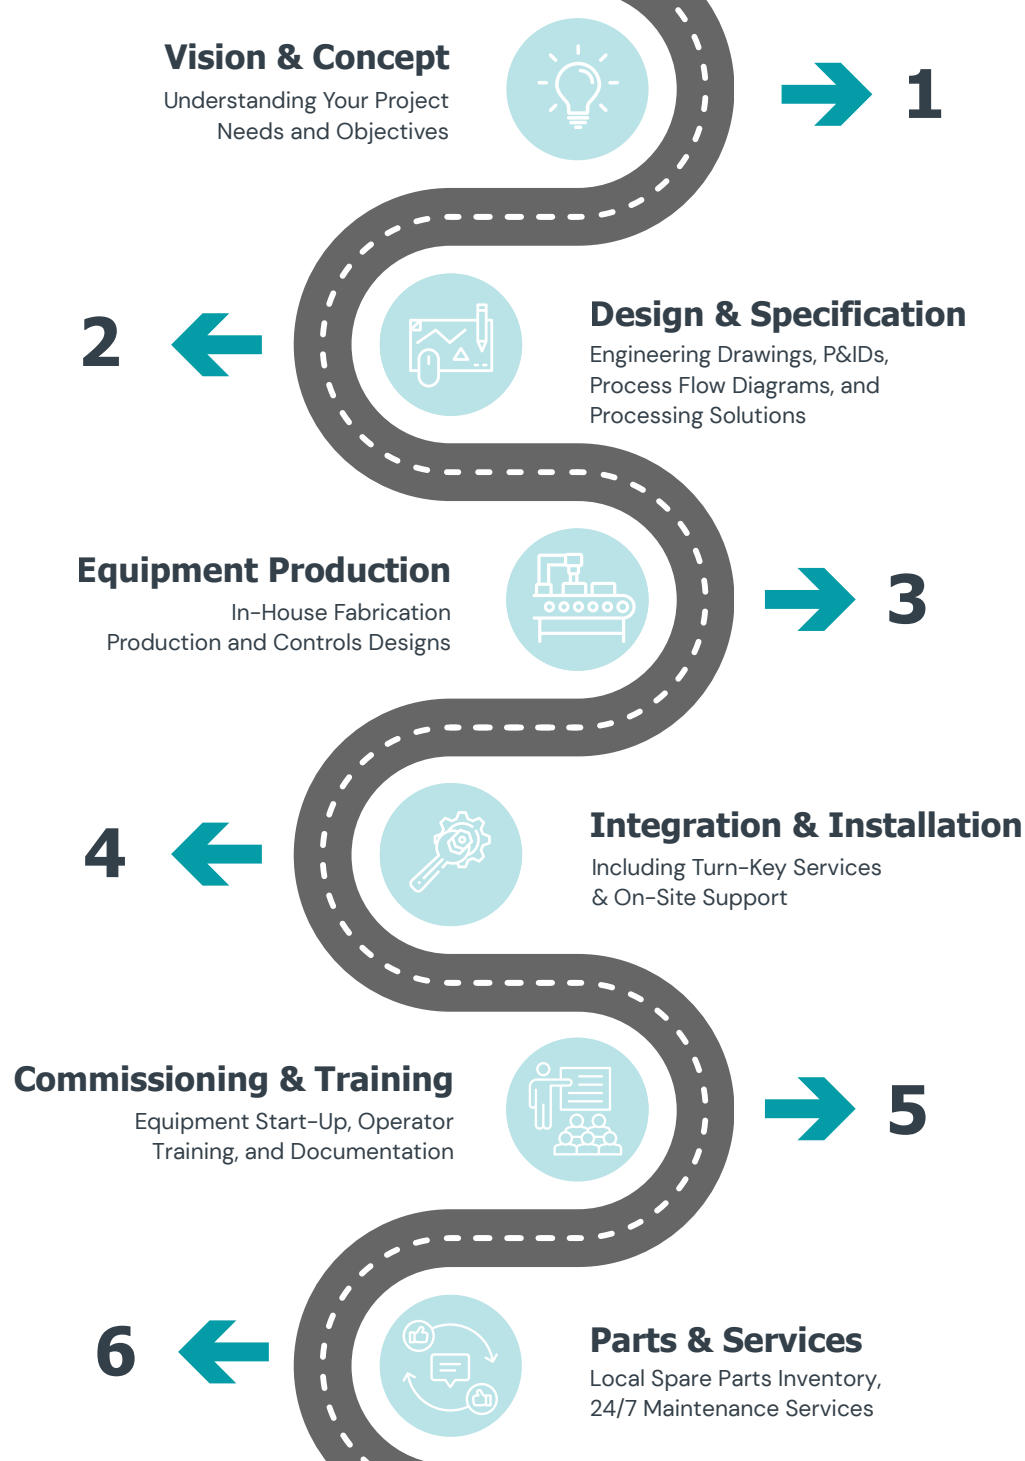 Vision & Concept
Understanding Your Project
Needs and Objectives
1
2
Design & Specification
Engineering Drawings, P&IDs,
Process Flow Diagrams, and
Processing Solutions
Equipment Production
In-House Fabrication
Production and Controls Designs
3
4
Integration & Installation
Including Turn-Key Services
& On-Site Support
Commissioning & Training
Equipment Start-Up, Operator
Training, and Documentation
5
6
Parts & Services
Local Spare Parts Inventory,
24/7 Maintenance Services